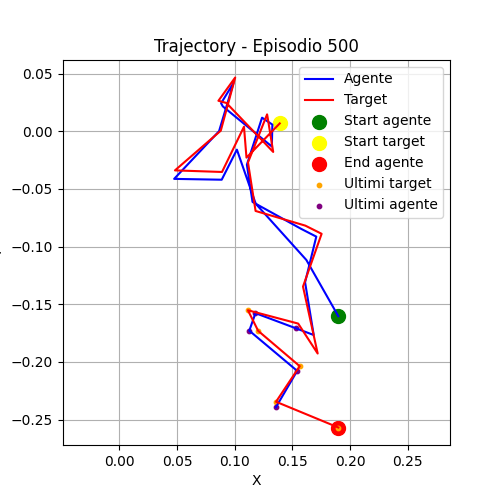 Trajectory - Episodio 500
0.05
0.00
−0.05
−0.10
−0.15
−0.20
−0.25
Agente
Target
Start agente
Start target
End agente
Ultimi target
Ultimi agente
0.00 0.05 0.10 0.15 0.20 0.25
X